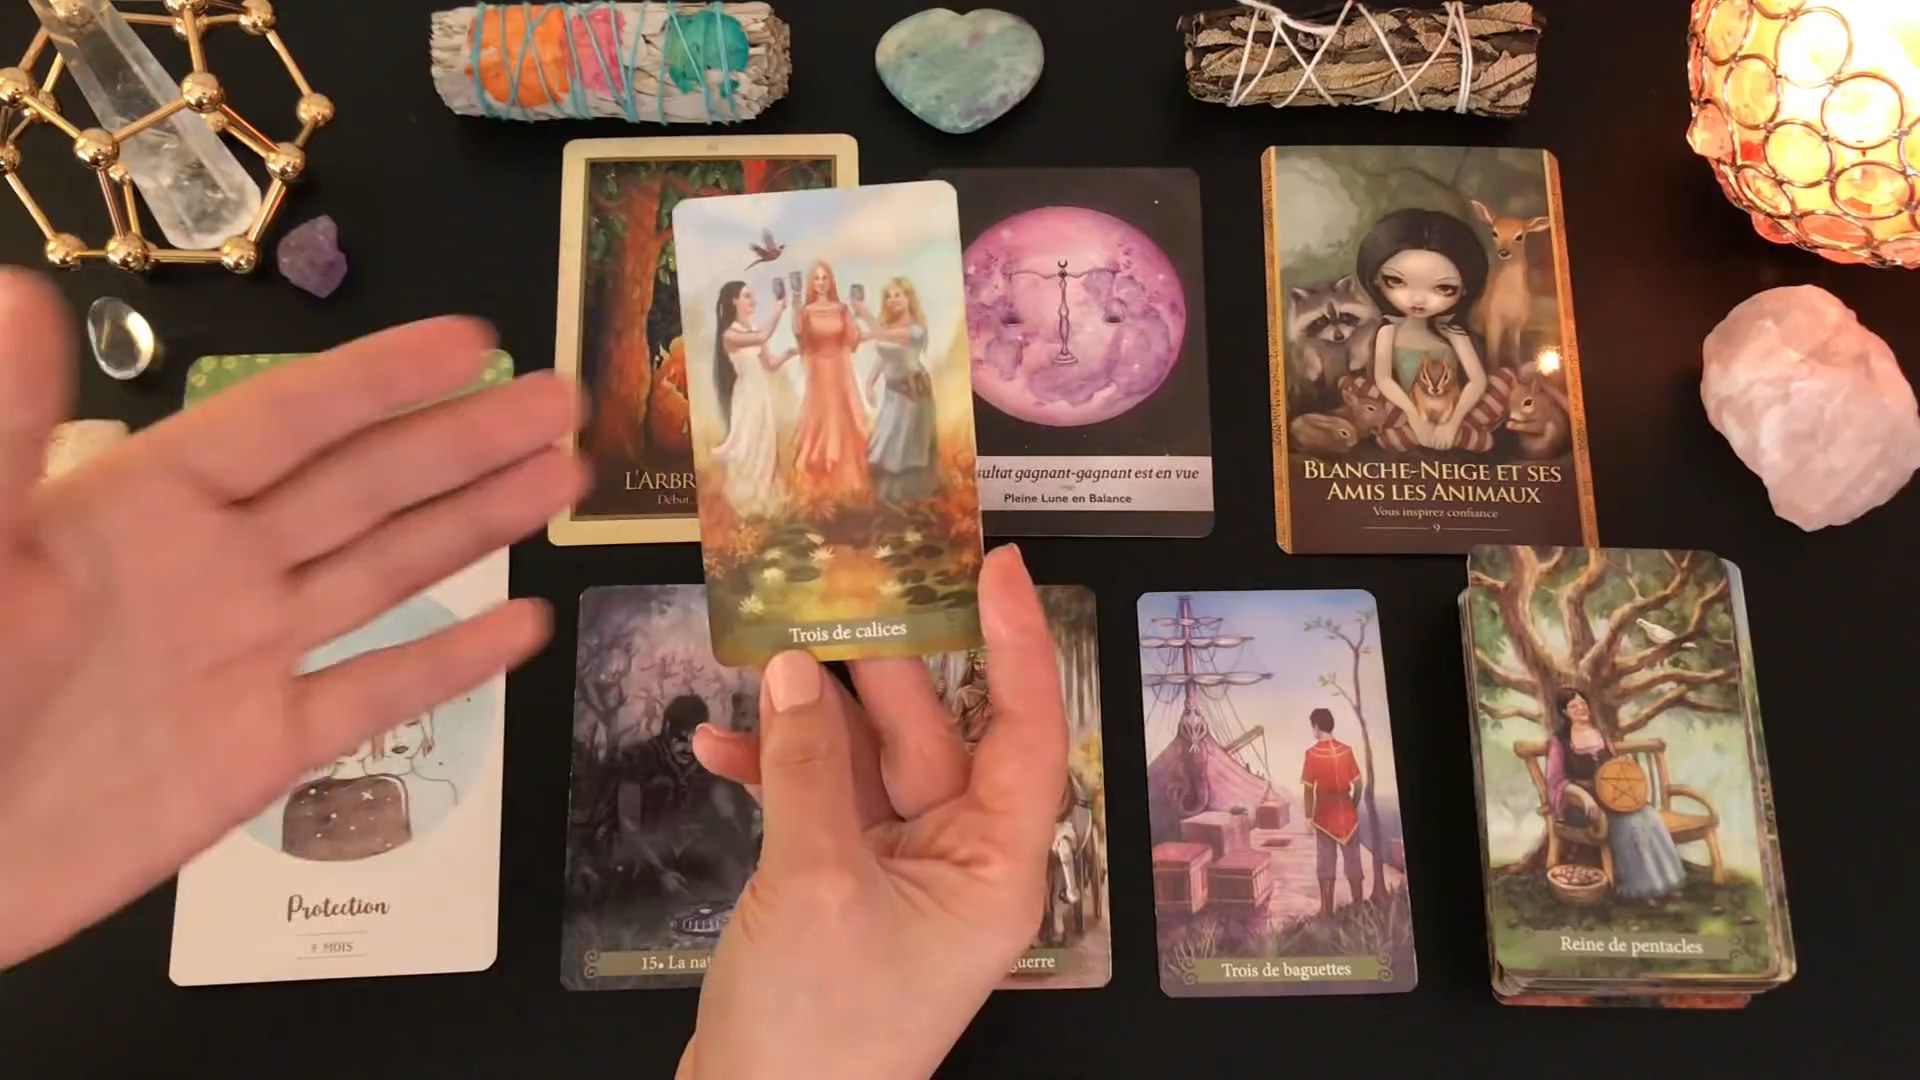 L'ARBR
Début
Trois de calices
sultat gagnant-gagnant est en vue
Pleine Lune en Balance
BLANCHE-NEIGE ET SES
AMIS LES ANIMAUX
Vous inspirez confiance
9
Protection
9 MOIS
15. La nat
guerre
Trois de baguettes
Reine de pentacles